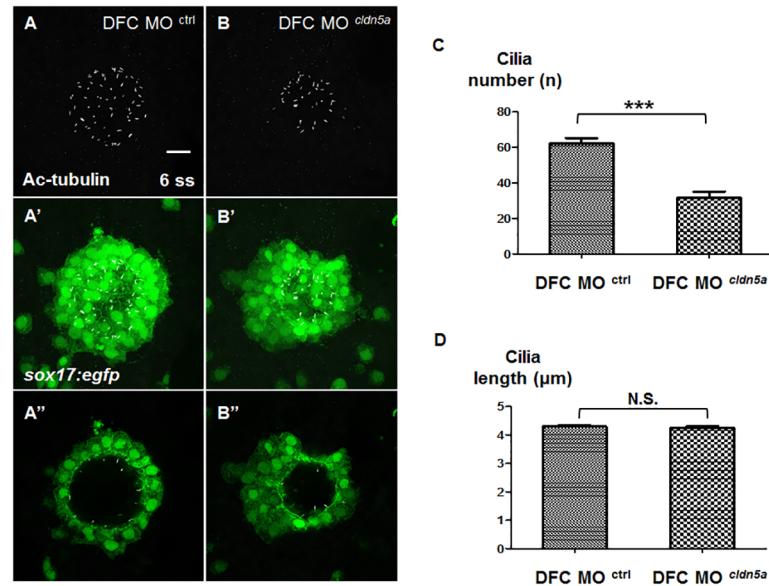 A DFC MO ctrl
B DFC MO cldn5a
Ac-tubulin 6 ss
A'
B'
sox17:egfp
A"
B"
C
Cilia
number (n)
***
80
60
40
20
0
DFC MO ctrl DFC MO cldn5a
D
Cilia
length (µm)
N.S.
5
4
3
2
1
0
DFC MO ctrl DFC MO cldn5a